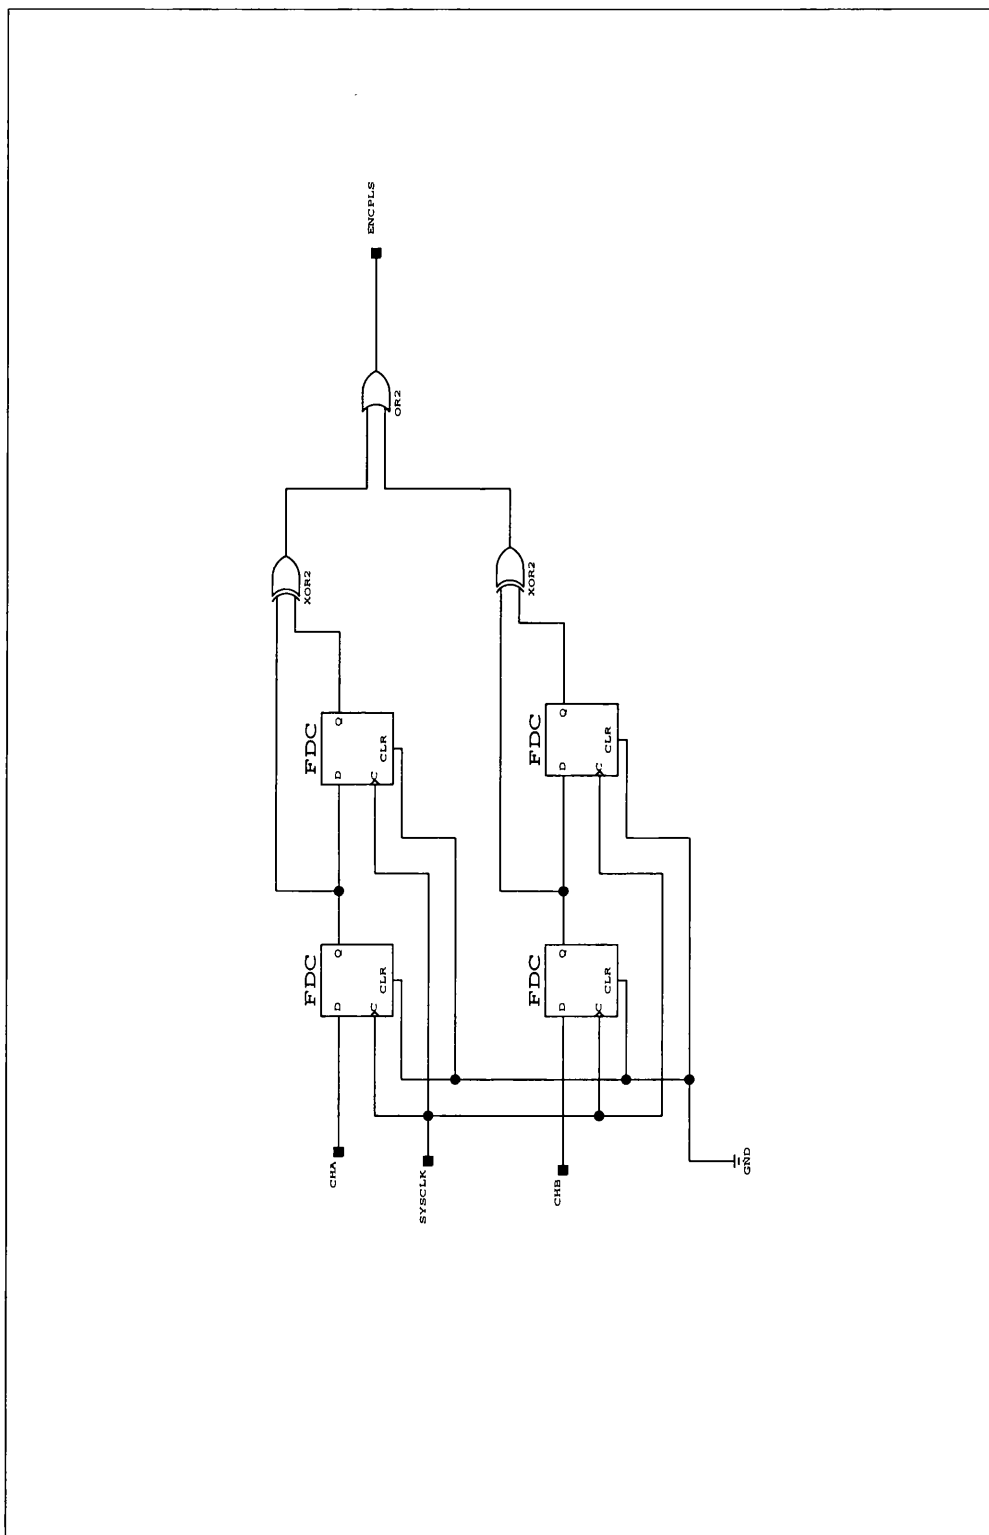 CHA
SYSCLK
CHB
GND
FDC
D
Q
C
CLR
FDC
D
Q
C
CLR
FDC
D
Q
C
CLR
FDC
D
Q
C
CLR
XOR2
XOR2
OR2
ENCPLS